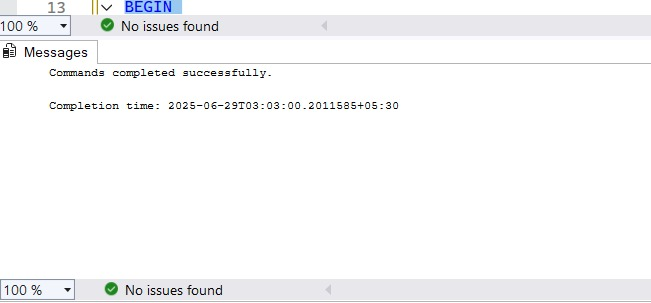 13 BEGIN
100 % No issues found
Messages
Commands completed successfully.
Completion time: 2025-06-29T03:03:00.2011585+05:30
100 % No issues found